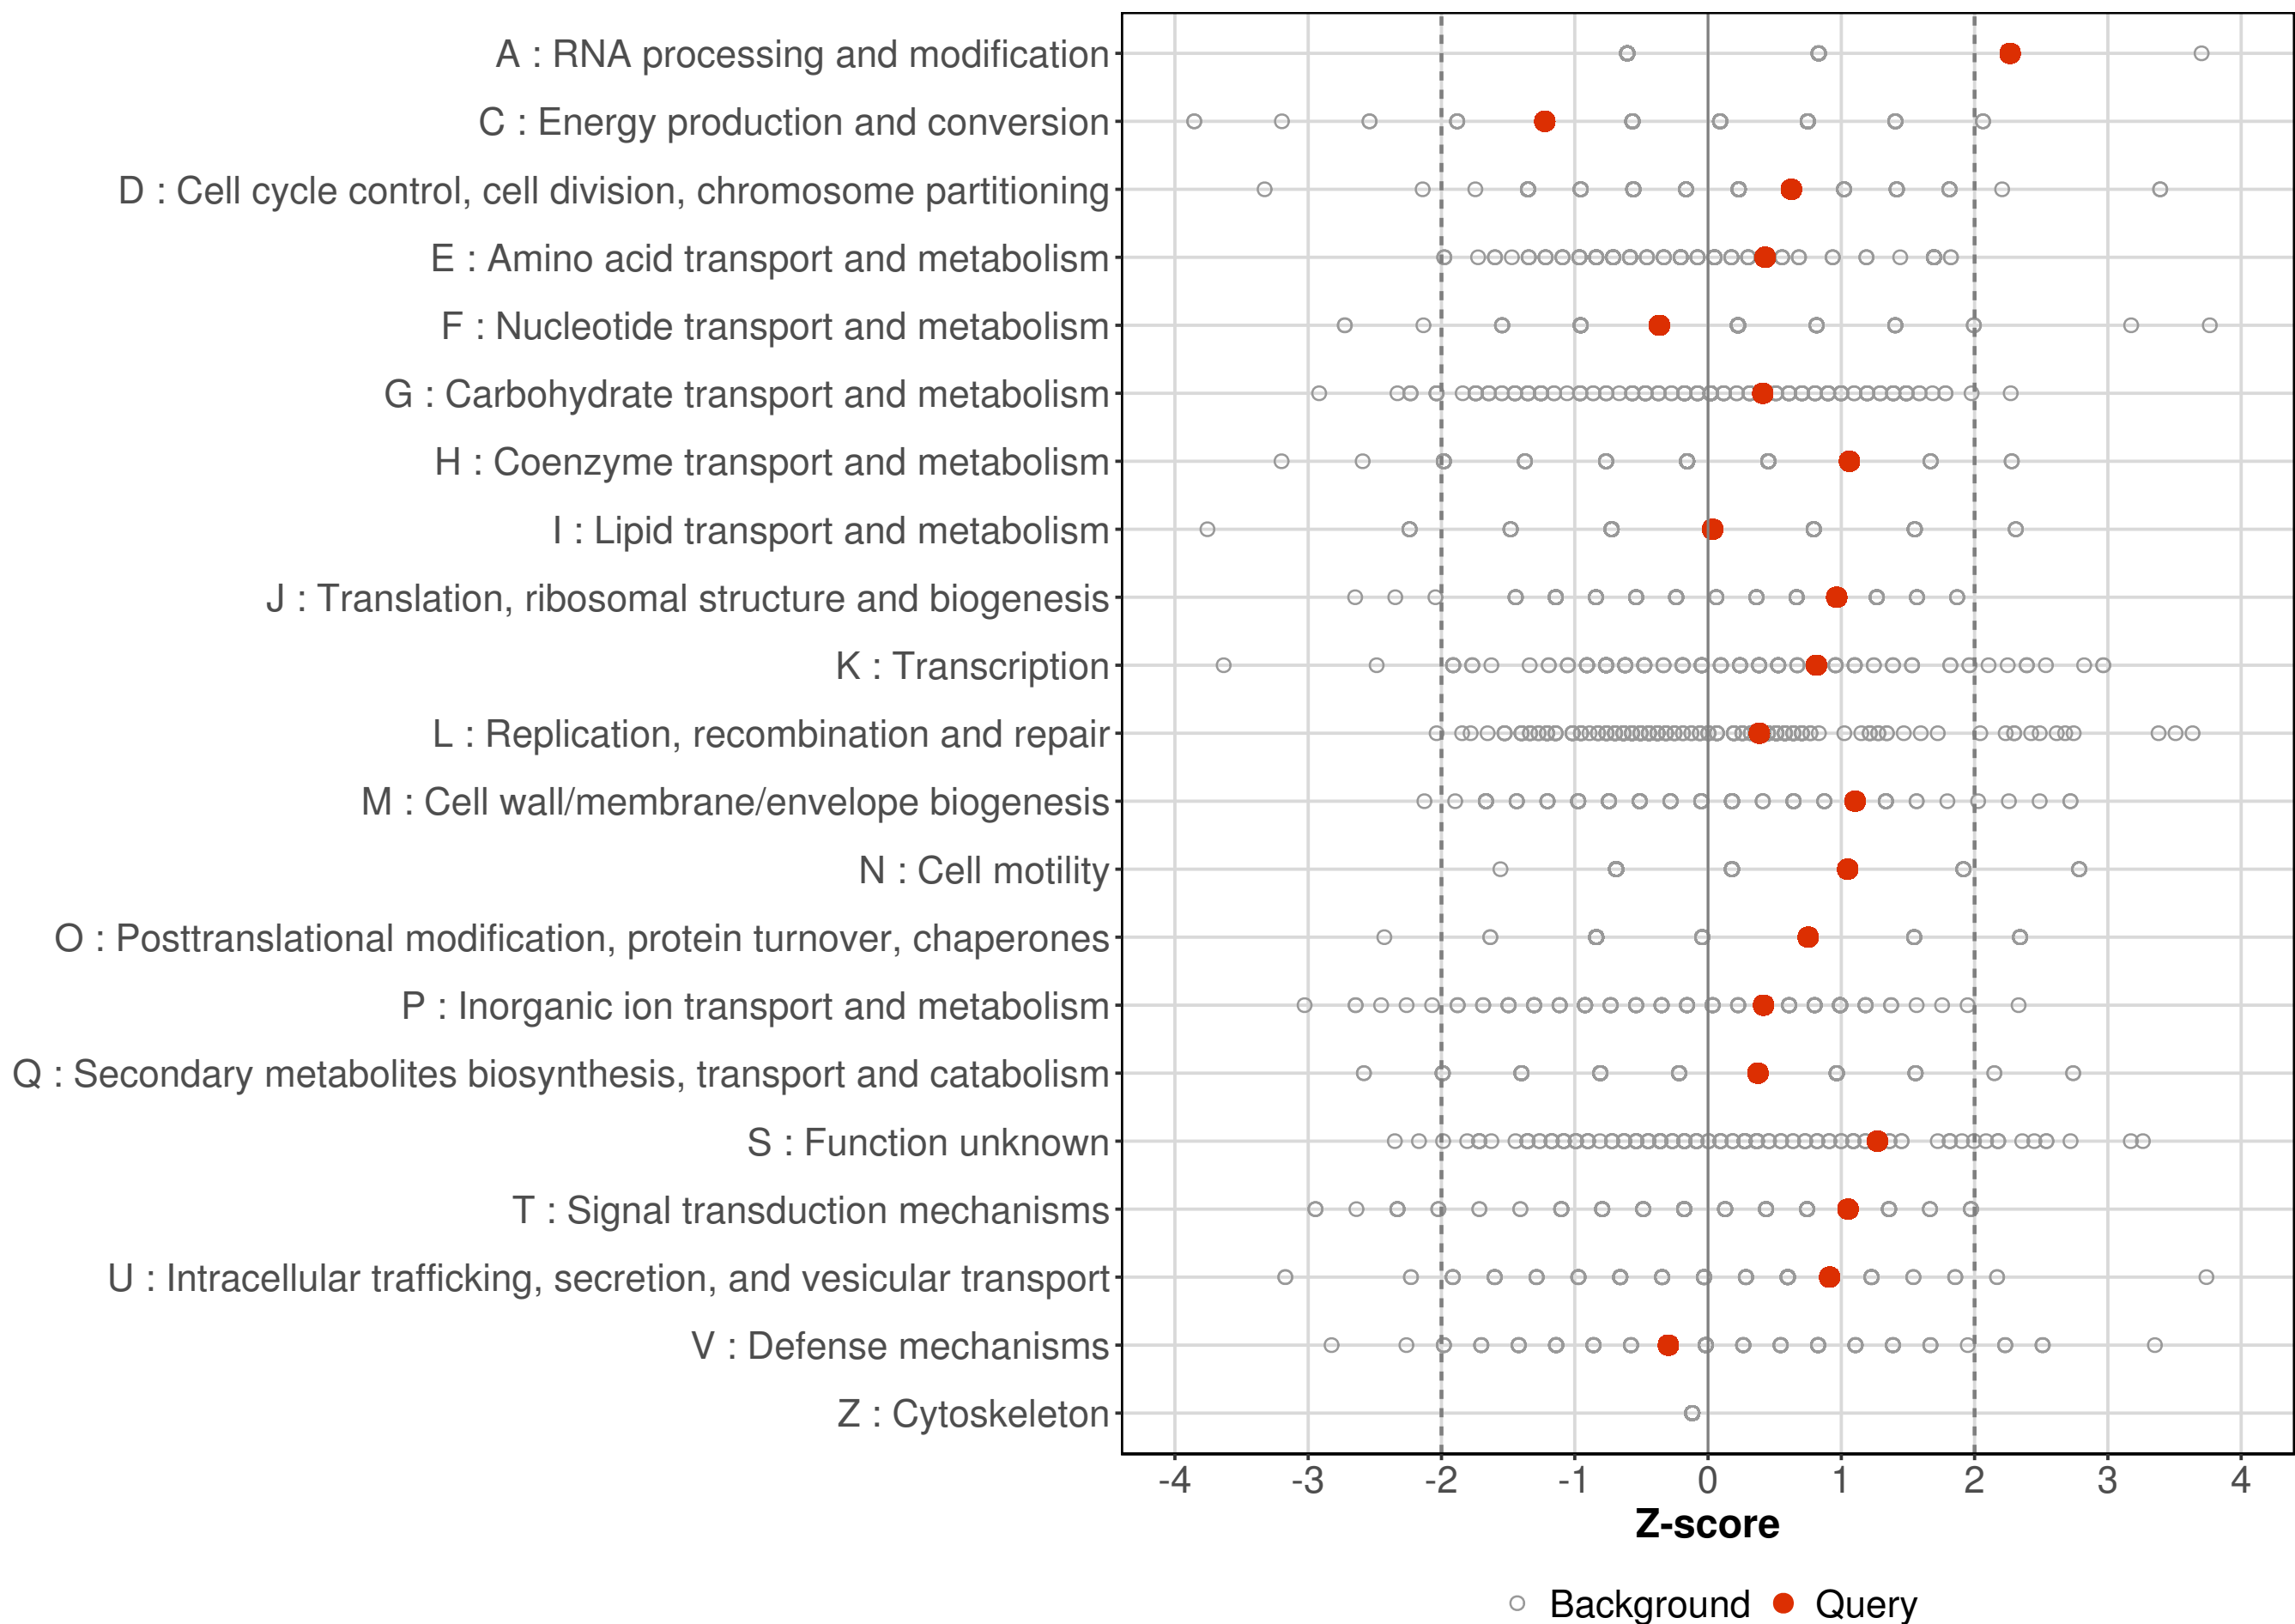 A : RNA processing and modification
C : Energy production and conversion
D : Cell cycle control, cell division, chromosome partitioning
E : Amino acid transport and metabolism
F : Nucleotide transport and metabolism
G : Carbohydrate transport and metabolism
H : Coenzyme transport and metabolism
I : Lipid transport and metabolism
J : Translation, ribosomal structure and biogenesis
K : Transcription
L : Replication, recombination and repair
M : Cell wall/membrane/envelope biogenesis
N : Cell motility
O : Posttranslational modification, protein turnover, chaperones
P : Inorganic ion transport and metabolism
Q : Secondary metabolites biosynthesis, transport and catabolism
S : Function unknown
T : Signal transduction mechanisms
U : Intracellular trafficking, secretion, and vesicular transport
V : Defense mechanisms
Z : Cytoskeleton
-4 -3 -2 -1 0 1 2 3 4
Z-score
Background Query